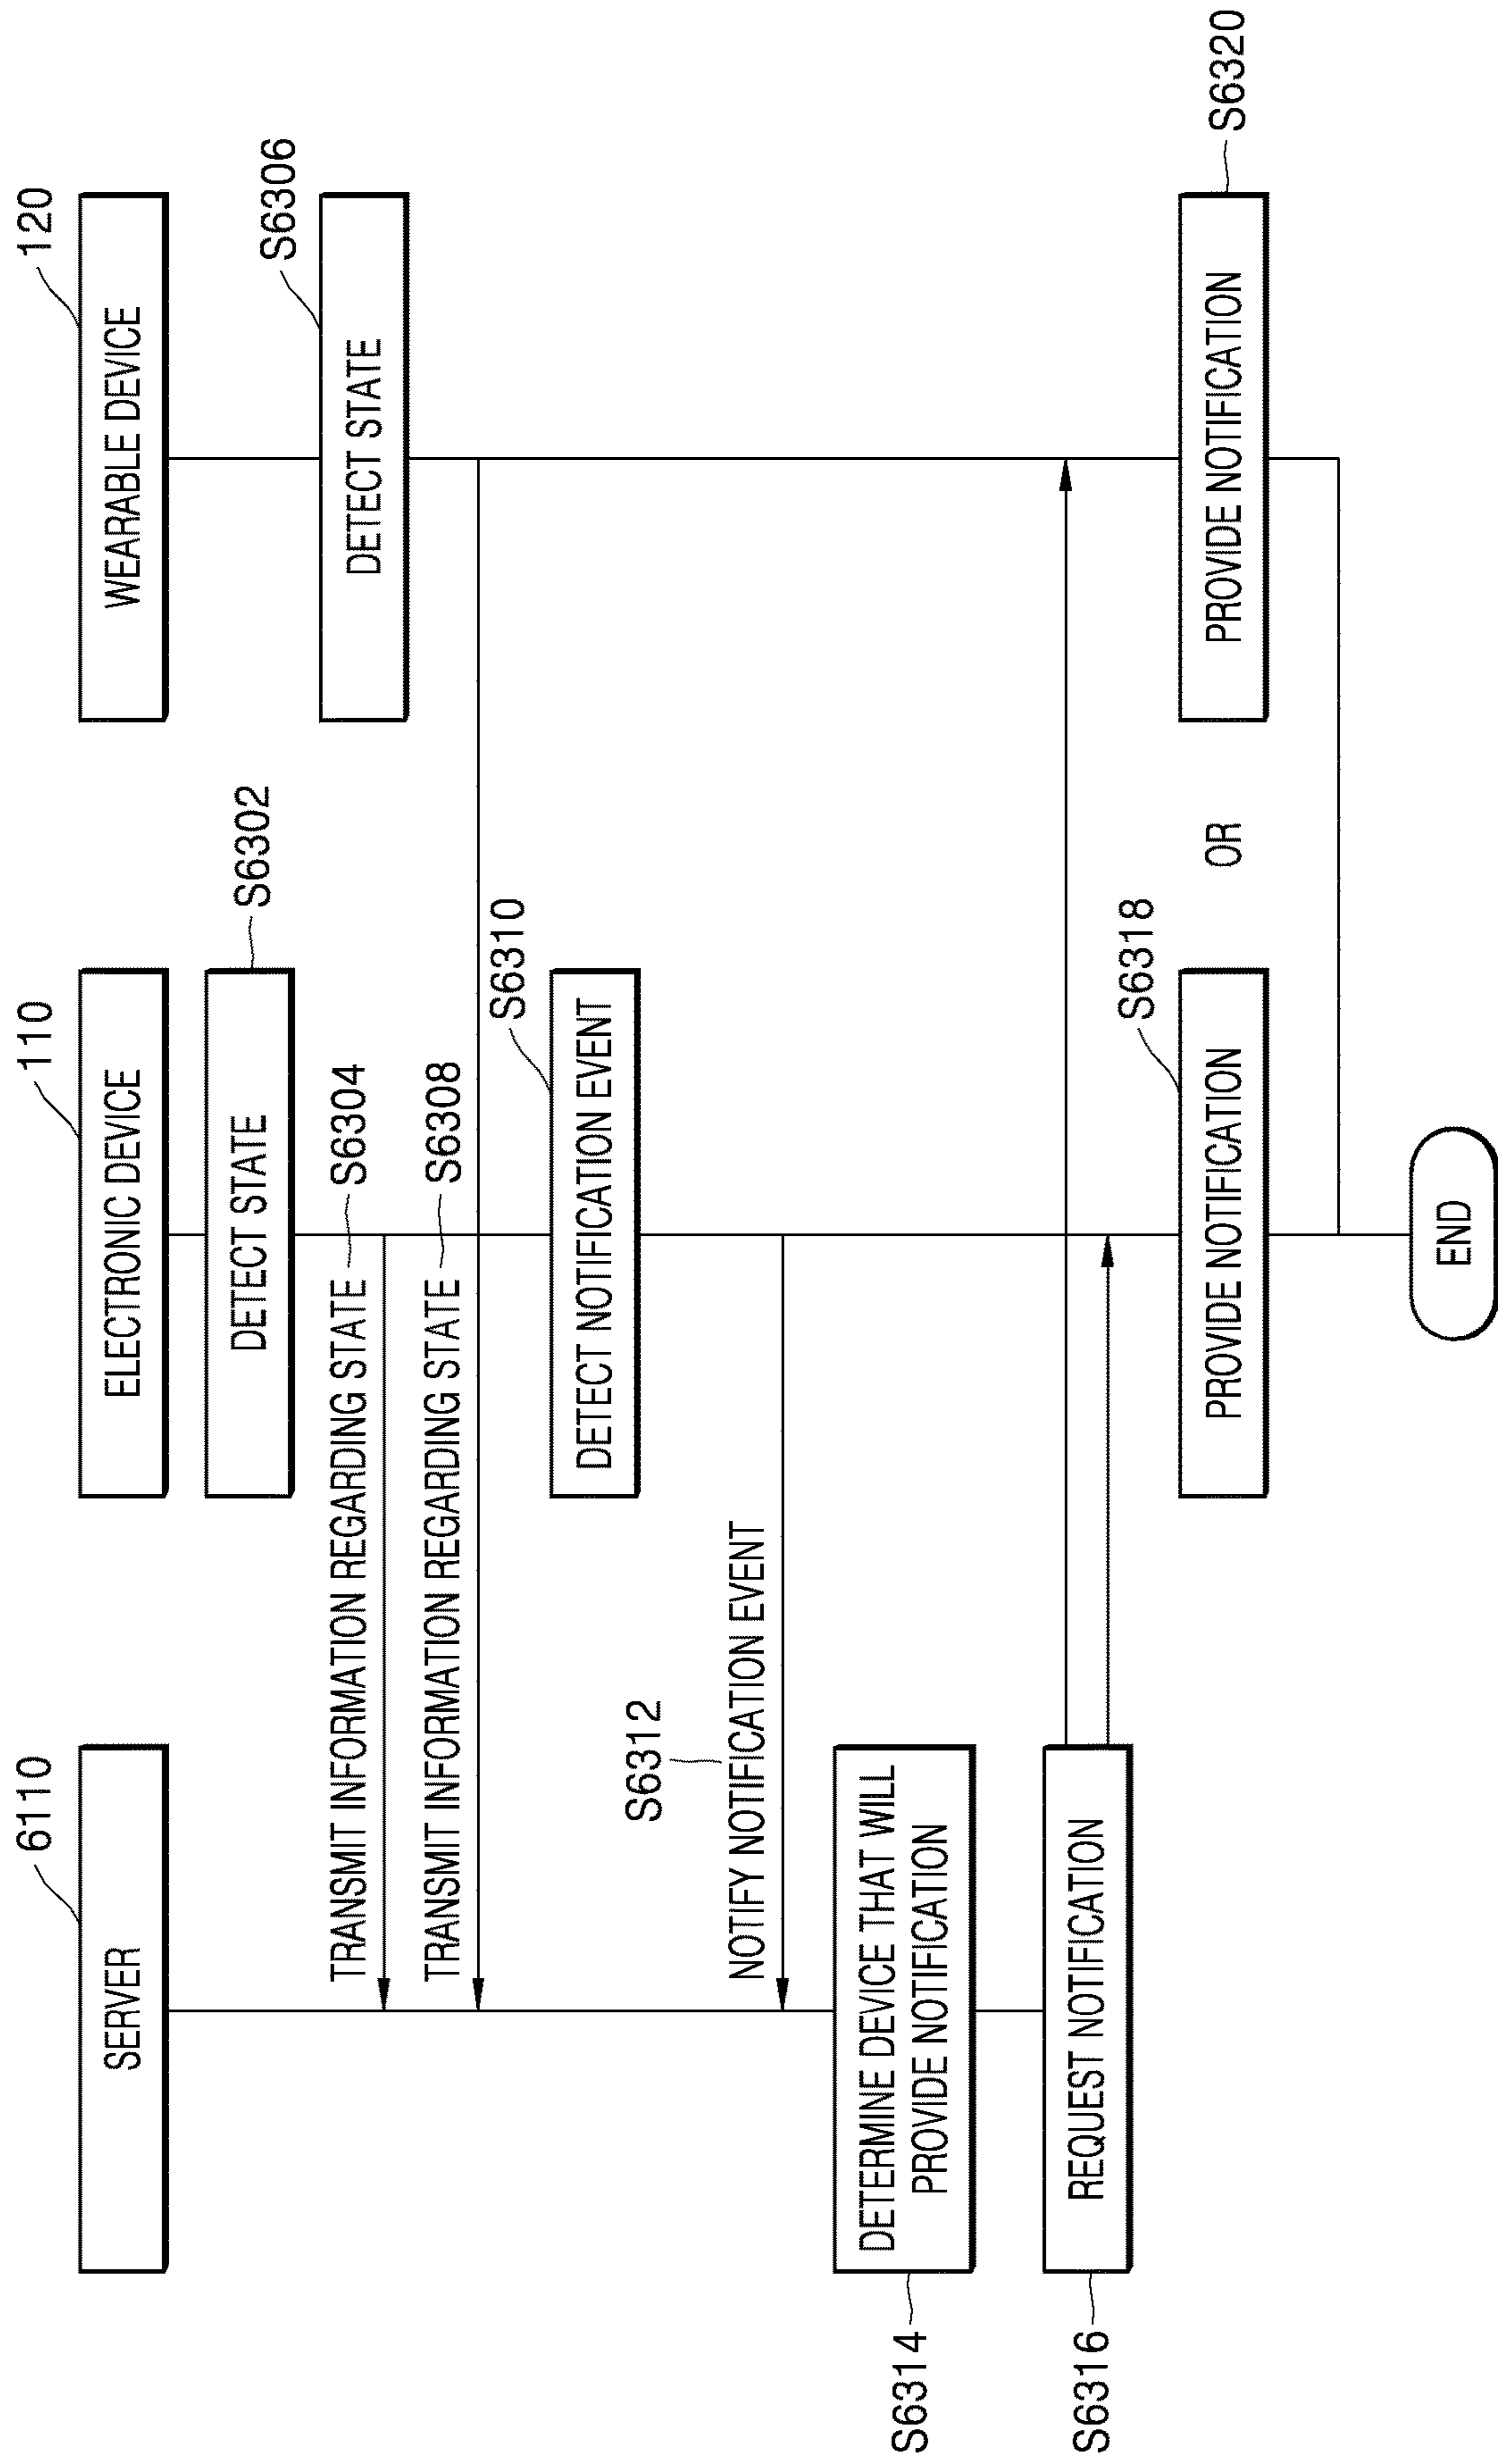 6110
SERVER
110
ELECTRONIC DEVICE
120
WEARABLE DEVICE
DETECT STATE
S6302
TRANSMIT INFORMATION REGARDING STATE
S6304
DETECT STATE
S6306
TRANSMIT INFORMATION REGARDING STATE
S6308
DETECT NOTIFICATION EVENT
S6310
S6312
NOTIFY NOTIFICATION EVENT
S6314
DETERMINE DEVICE THAT WILL
PROVIDE NOTIFICATION
S6316
REQUEST NOTIFICATION
S6318
PROVIDE NOTIFICATION
OR
PROVIDE NOTIFICATION
S6320
END